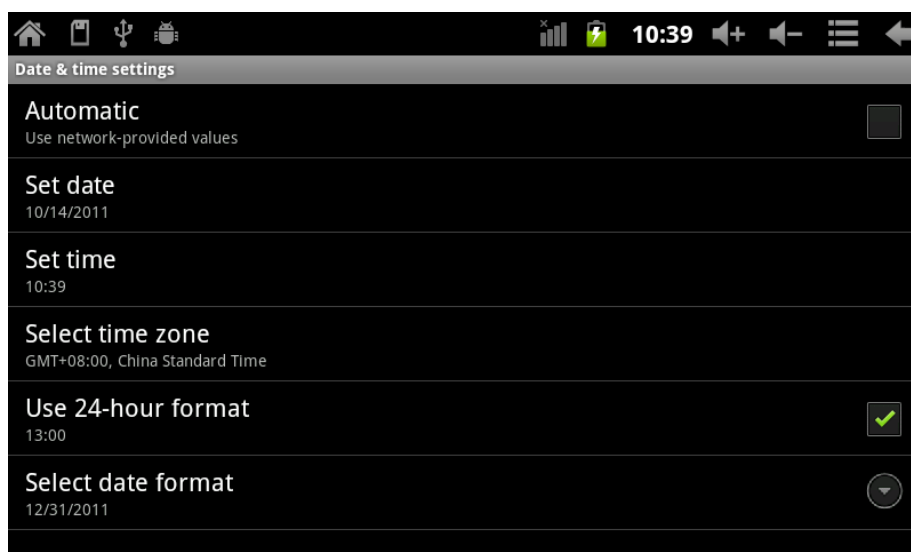 10:39
Date & time settings
Automatic
Use network-provided values
Set date
10/14/2011
Set time
10:39
Select time zone
GMT+08:00, China Standard Time
Use 24-hour format
13:00
Select date format
12/31/2011